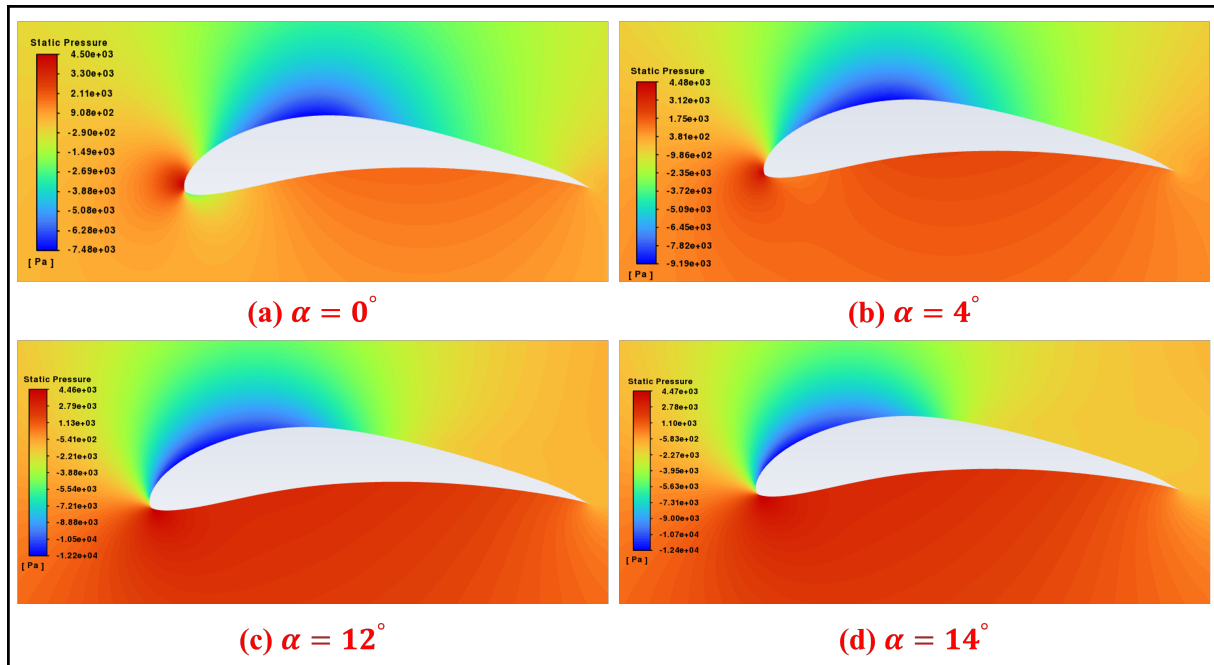 Static Pressure
4.50e+03
3.30e+03
2.11e+03
9.08e+02
-2.90e+02
-1.49e+03
-2.69e+03
-3.88e+03
-5.08e+03
-6.28e+03
-7.48e+03
[ Pa ]
(a) α = 0°
Static Pressure
4.48e+03
3.12e+03
1.75e+03
3.81e+02
-9.86e+02
-2.35e+03
-3.72e+03
-5.09e+03
-6.45e+03
-7.82e+03
-9.19e+03
[ Pa ]
(b) α = 4°
Static Pressure
4.46e+03
2.79e+03
1.13e+03
-5.41e+02
-2.21e+03
-3.88e+03
-5.54e+03
-7.21e+03
-8.88e+03
-1.05e+04
-1.22e+04
[ Pa ]
(c) α = 12°
Static Pressure
4.47e+03
2.78e+03
1.10e+03
-5.83e+02
-2.27e+03
-3.95e+03
-5.63e+03
-7.31e+03
-9.00e+03
-1.07e+04
-1.24e+04
[ Pa ]
(d) α = 14°